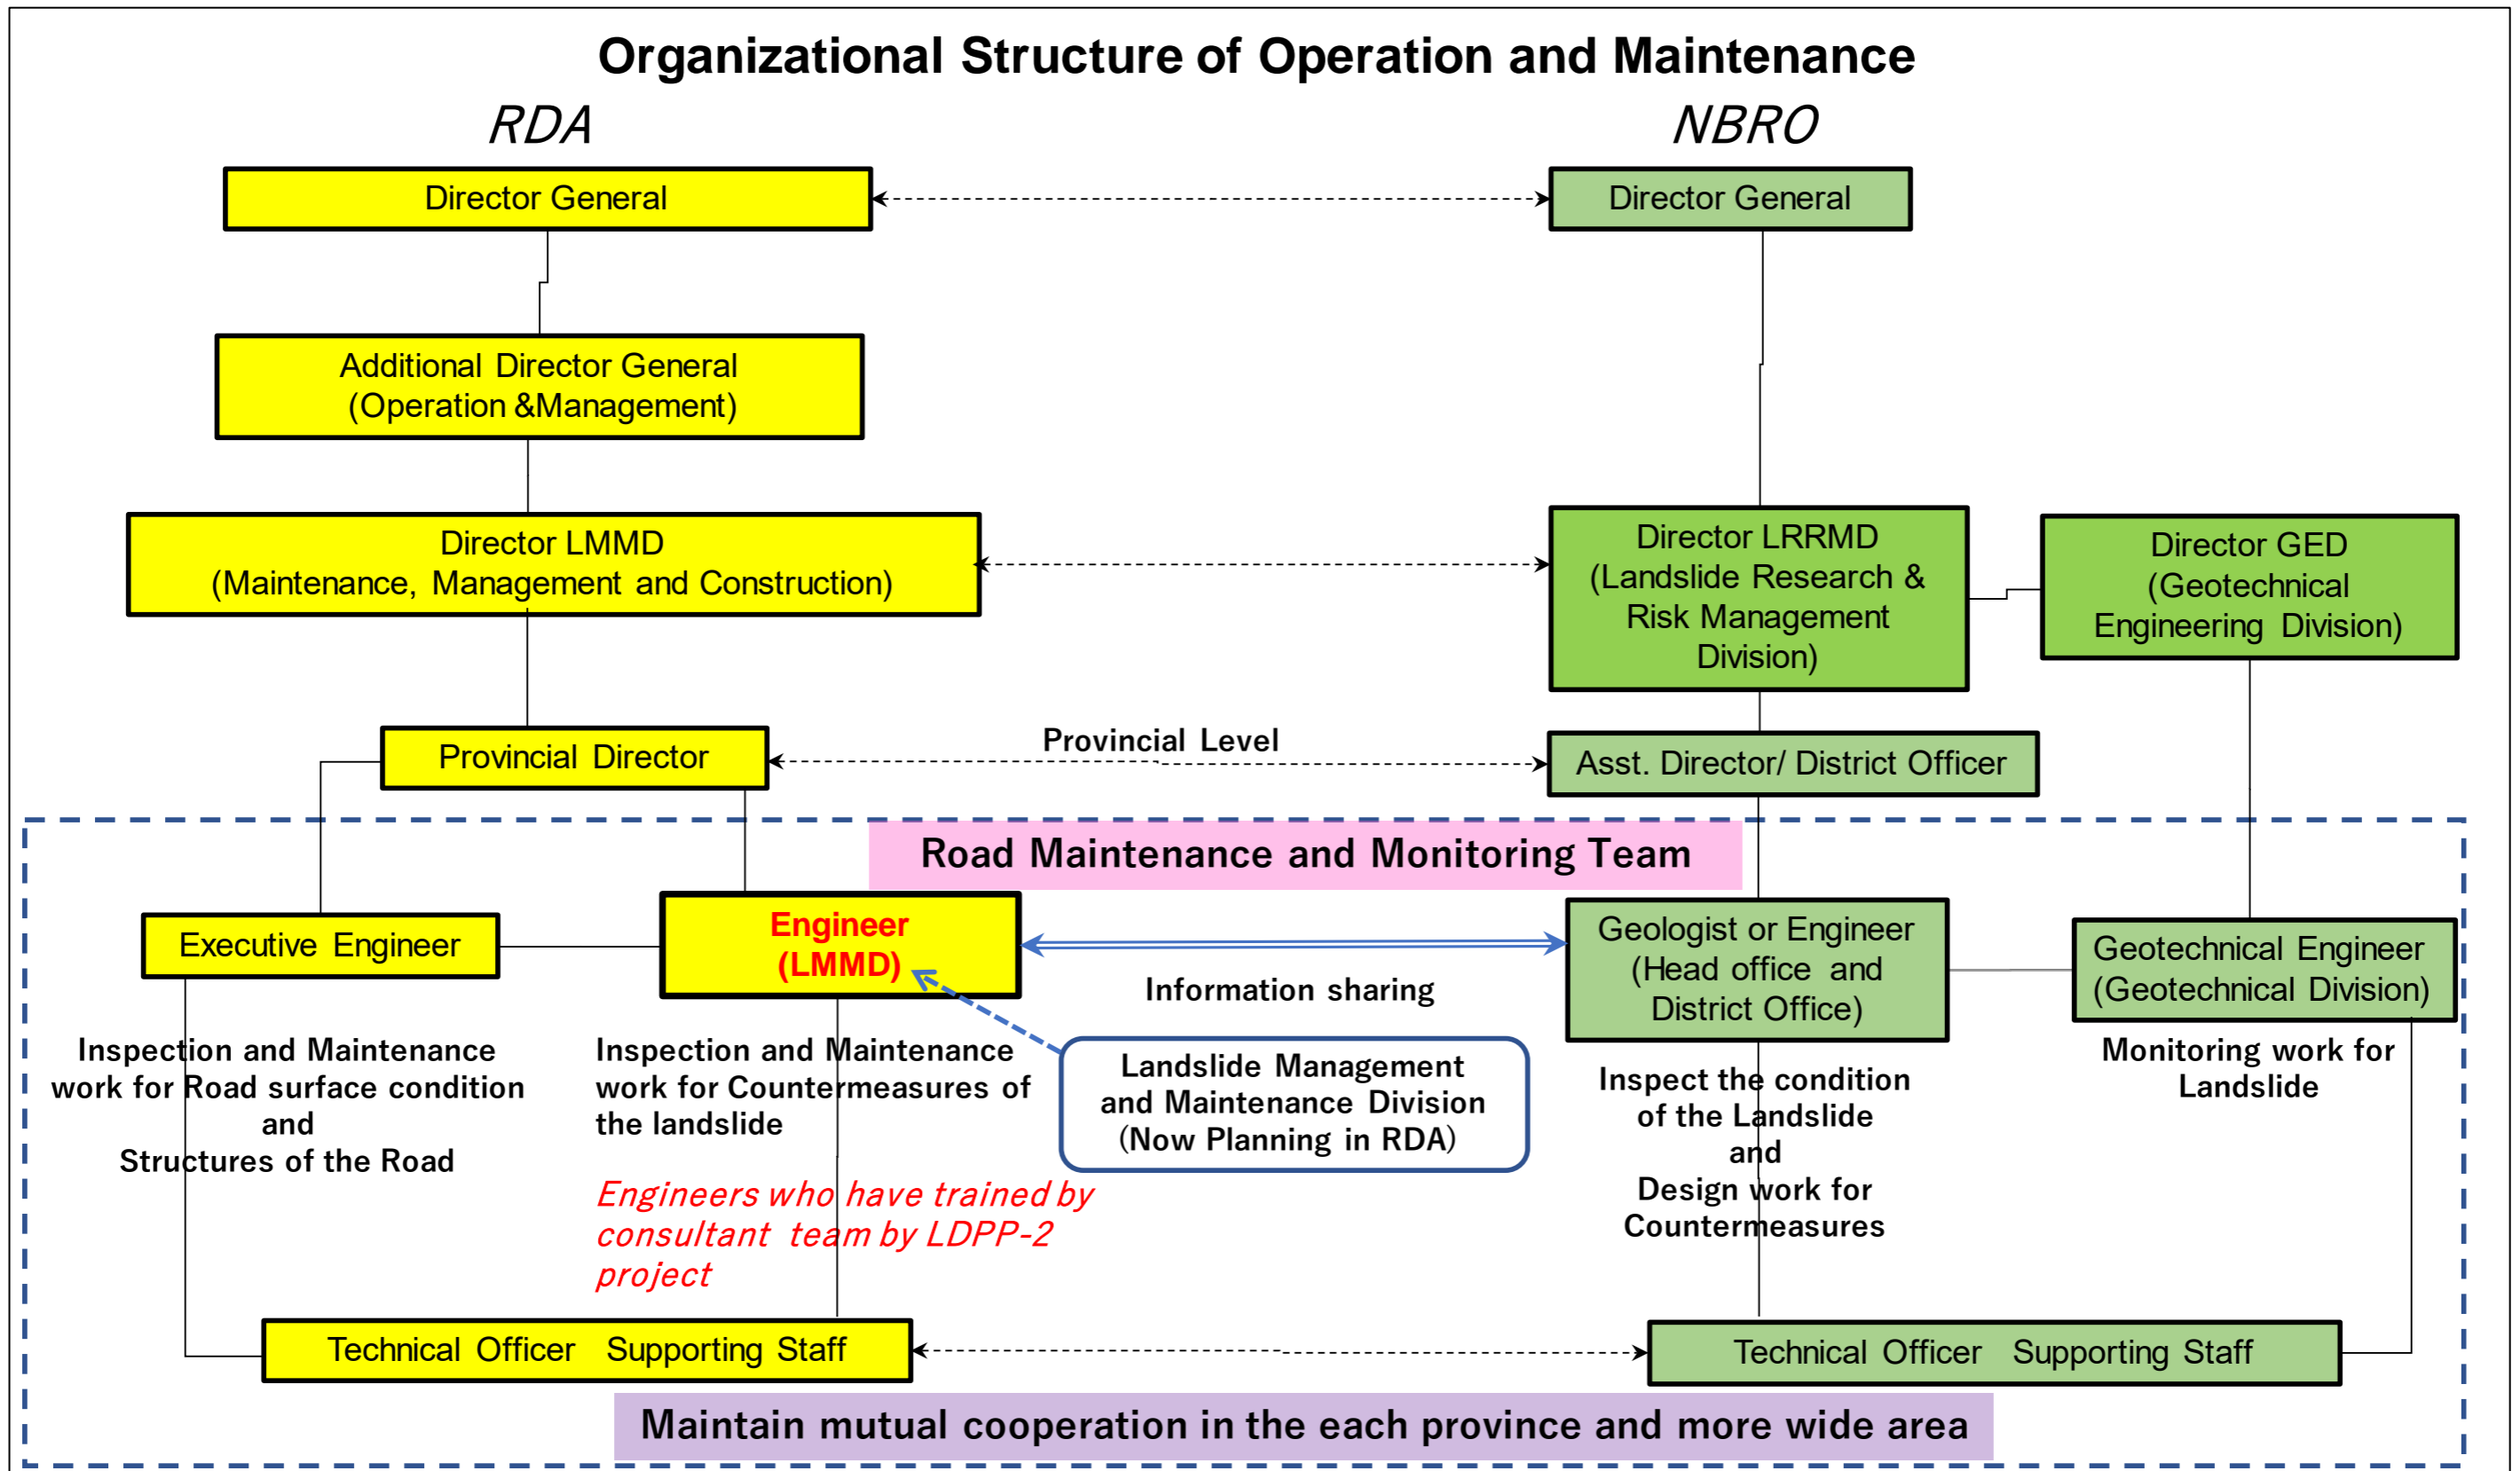 Organizational Structure of Operation and Maintenance
RDA
NBRO
Director General
Director General
Additional Director General
(Operation &Management)
Director LMMD
(Maintenance, Management and Construction)
Director LRRMD
(Landslide Research &
Risk Management
Division)
Director GED
(Geotechnical
Engineering Division)
Provincial Director
Provincial Level
Asst. Director/ District Officer
Road Maintenance and Monitoring Team
Executive Engineer
Engineer
(LMMD)
Information sharing
Geologist or Engineer
(Head office and
District Office)
Geotechnical Engineer
(Geotechnical Division)
Inspection and Maintenance
work for Road surface condition
and
Structures of the Road
Inspection and Maintenance
work for Countermeasures of
the landslide
Engineers who have trained by
consultant team by LDPP-2
project
Landslide Management
and Maintenance Division
(Now Planning in RDA)
Inspect the condition
of the Landslide
and
Design work for
Countermeasures
Monitoring work for
Landslide
Technical Officer Supporting Staff
Technical Officer Supporting Staff
Maintain mutual cooperation in the each province and more wide area